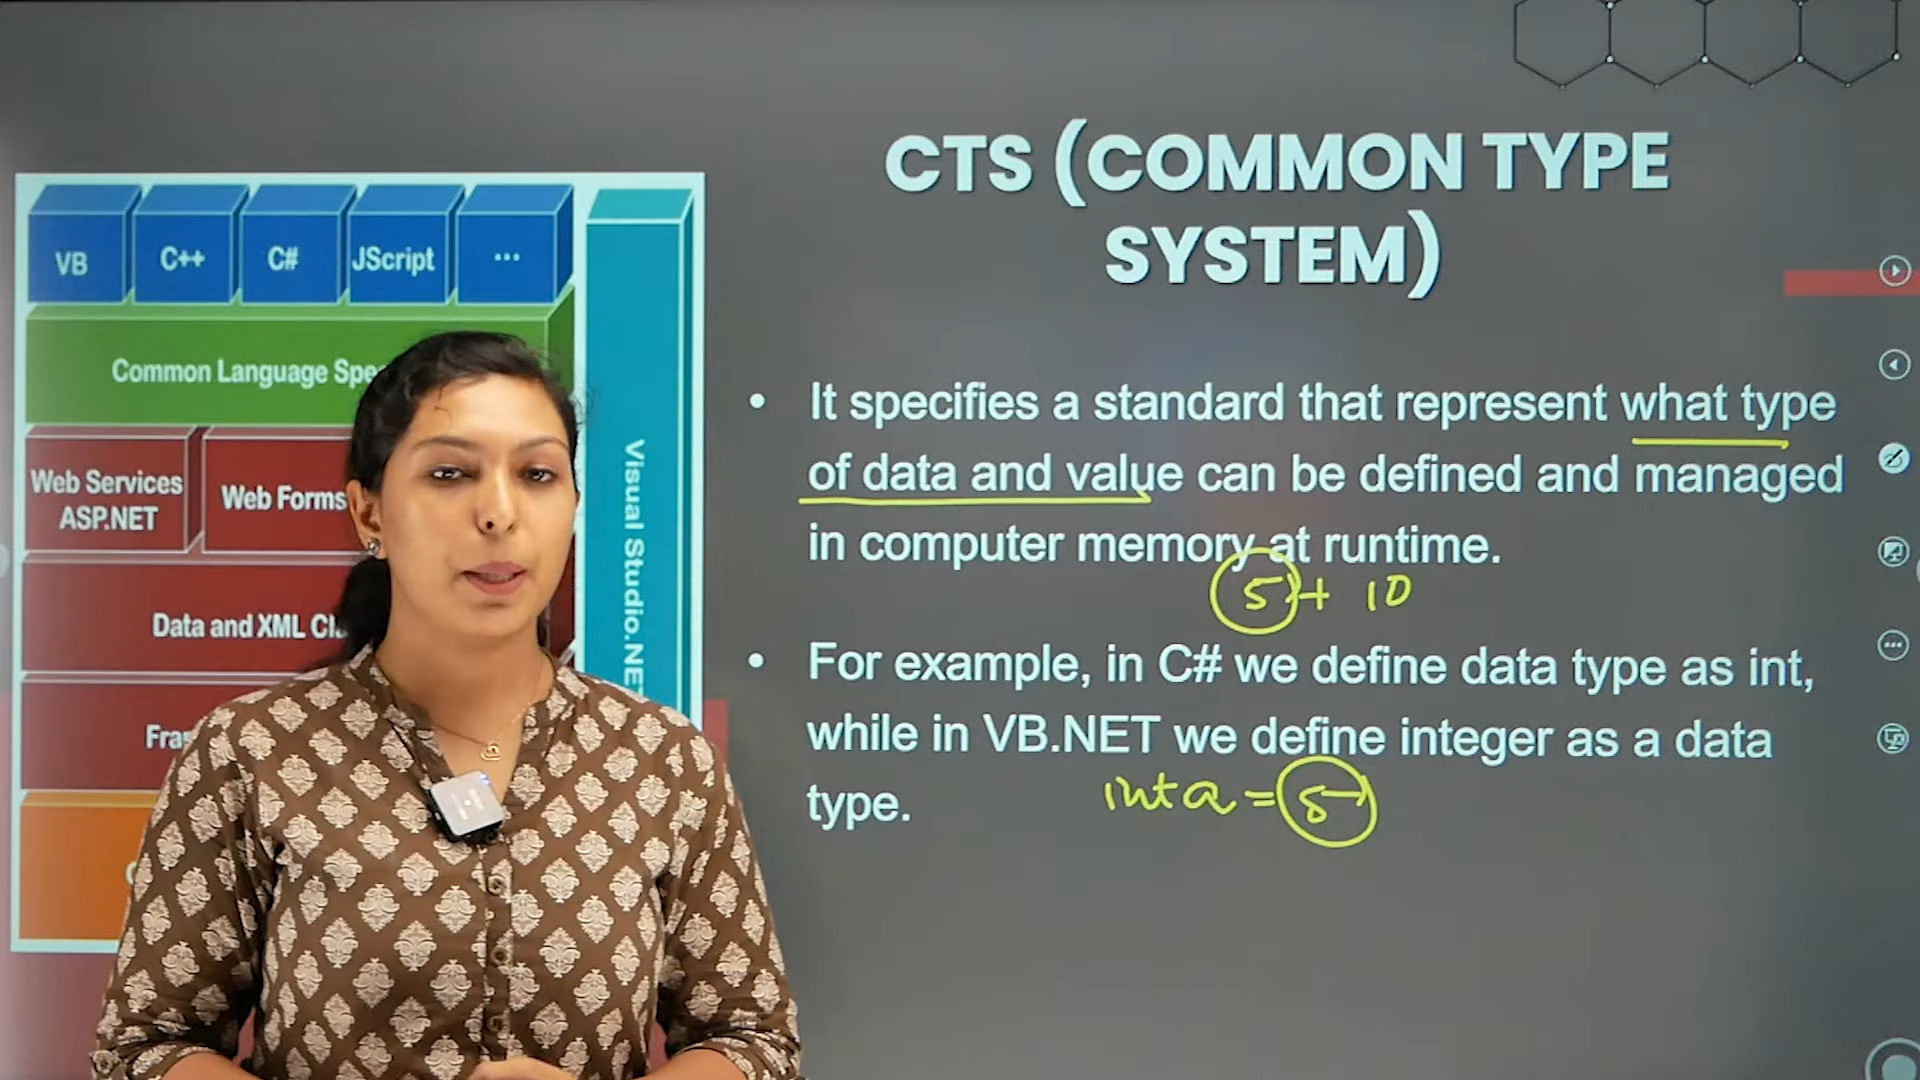 CTS (COMMON TYPE
SYSTEM)
VB
C++
C#
JScript
...
Common Language Spe
Web Services
ASP.NET
Web Forms
Data and XML Cl
Fra
Visual Studio.NET
• It specifies a standard that represent what type
of data and value can be defined and managed
in computer memory at runtime.
5 + 10
• For example, in C# we define data type as int,
while in VB.NET we define integer as a data
type.
int a = 5